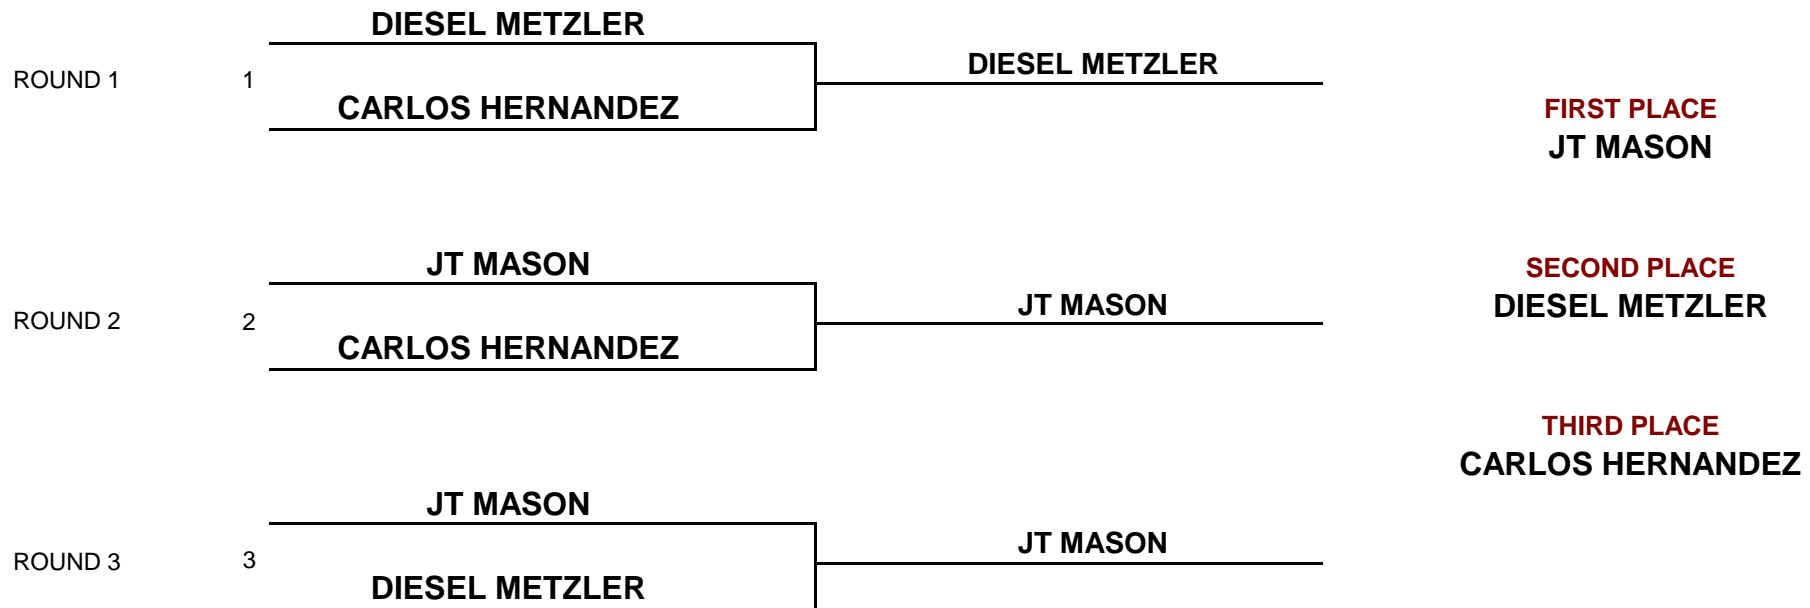 DIESEL METZLER
ROUND 1 1 DIESEL METZLER
CARLOS HERNANDEZ
FIRST PLACE
JT MASON
JT MASON
ROUND 2 2 JT MASON
CARLOS HERNANDEZ
SECOND PLACE
DIESEL METZLER
THIRD PLACE
CARLOS HERNANDEZ
JT MASON
ROUND 3 3 JT MASON
DIESEL METZLER